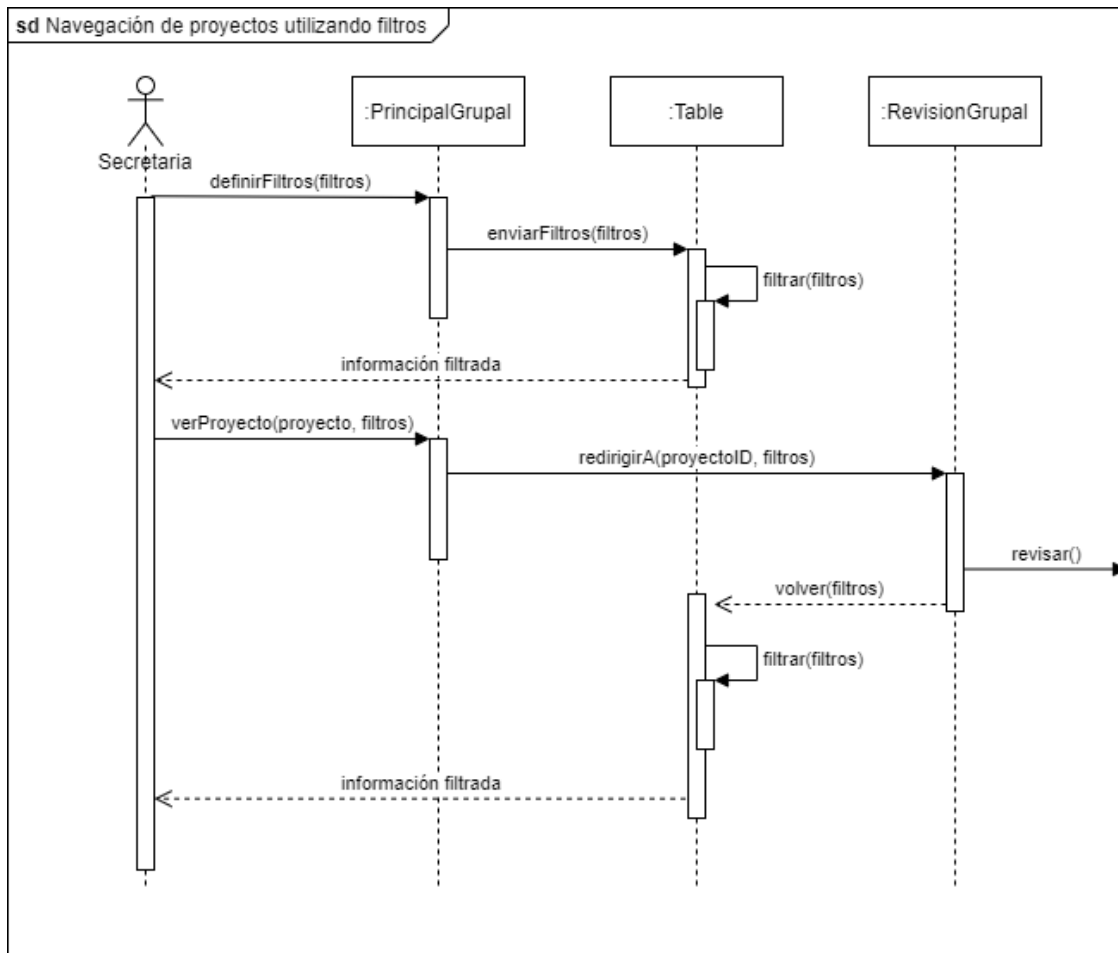 sd Navegación de proyectos utilizando filtros
:PrincipalGrupal
:Table
:RevisionGrupal
Secretaria
definirFiltros(filtros)
enviarFiltros(filtros)
filtrar(filtros)
información filtrada
verProyecto(proyecto, filtros)
redirigirA(proyectoID, filtros)
revisar()
volver(filtros)
filtrar(filtros)
información filtrada